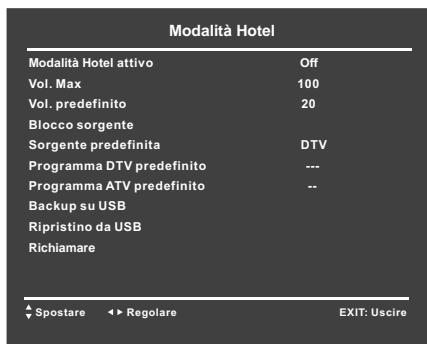 Modalità Hotel
Modalità Hotel attivo Off
Vol. Max 100
Vol. predefinito 20
Blocco sorgente
Sorgente predefinita DTV
Programma DTV predefinito ---
Programma ATV predefinito --
Backup su USB
Ripristino da USB
Richiamare
Spostare Regolare EXIT: Uscire